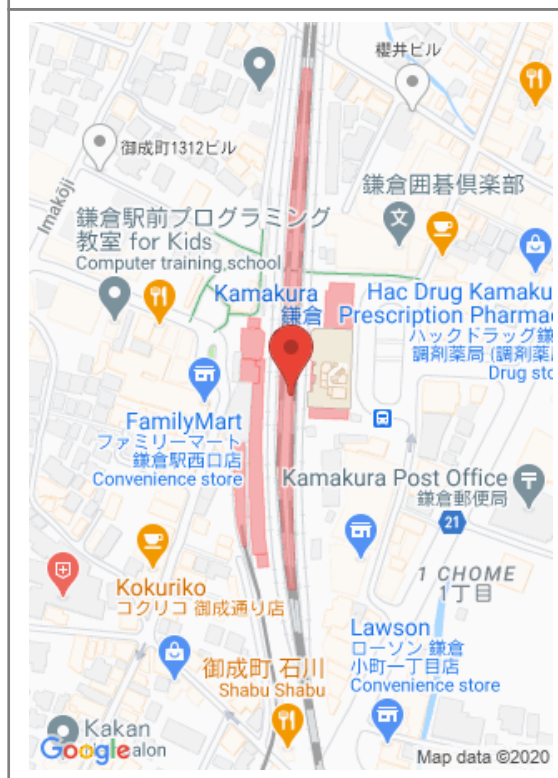 櫻井ビル
御成町1312ビル
Imakōji
鎌倉囲碁倶楽部
鎌倉駅前プログラミング
教室 for Kids
Computer training school
Kamakura
鎌倉
Hac Drug Kamaku
Prescription Pharmac
ハックドラッグ鎌
調剤薬局 (調剤薬
Drug sto
FamilyMart
ファミリーマート
鎌倉駅西口店
Convenience store
Kamakura Post Office
鎌倉郵便局
21
Kokuriko
コクリコ 御成通り店
1 CHOME
1丁目
Lawson
ローソン 鎌倉
小町一丁目店
Convenience store
御成町 石川
Shabu Shabu
Kakan
alon
Google
Map data ©2020